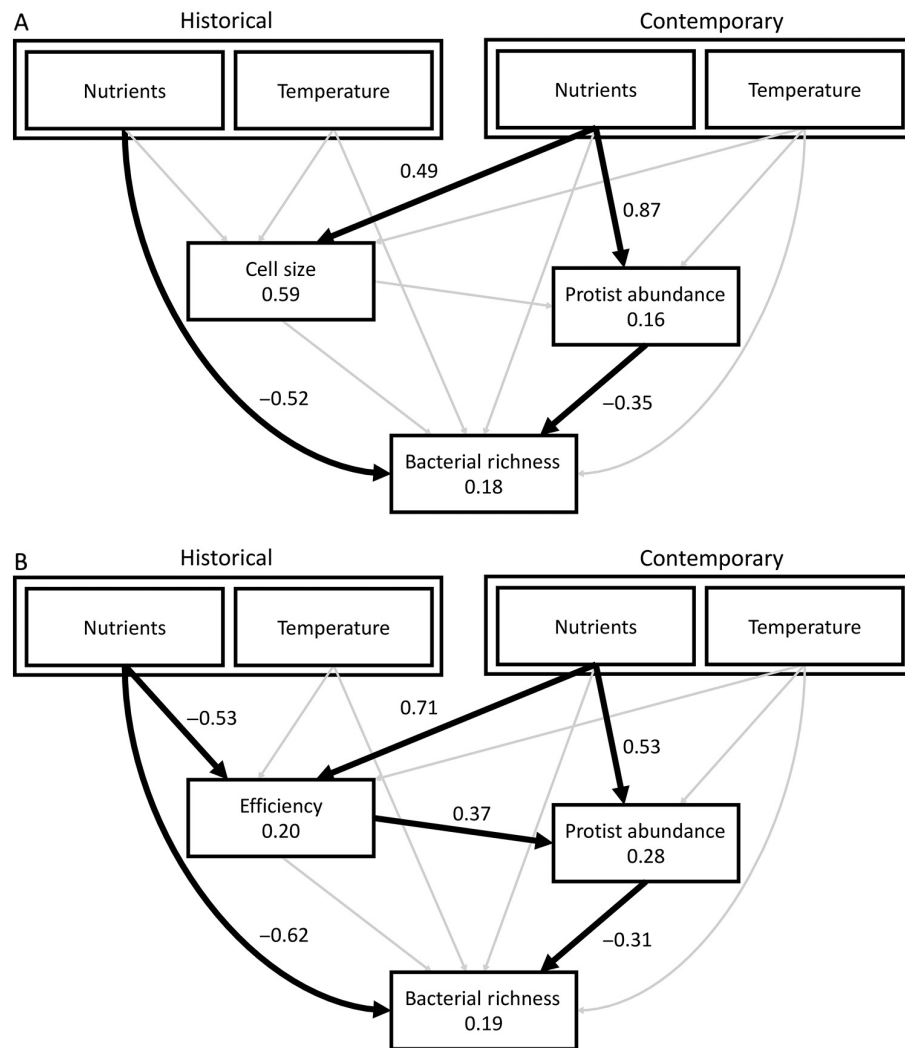 A
Historical
Contemporary
Nutrients
Temperature
Nutrients
Temperature
0.49
0.87
Cell size
0.59
Protist abundance
0.16
–0.52
–0.35
Bacterial richness
0.18
B
Historical
Contemporary
Nutrients
Temperature
Nutrients
Temperature
–0.53
0.71
0.53
Efficiency
0.20
0.37
Protist abundance
0.28
–0.62
–0.31
Bacterial richness
0.19